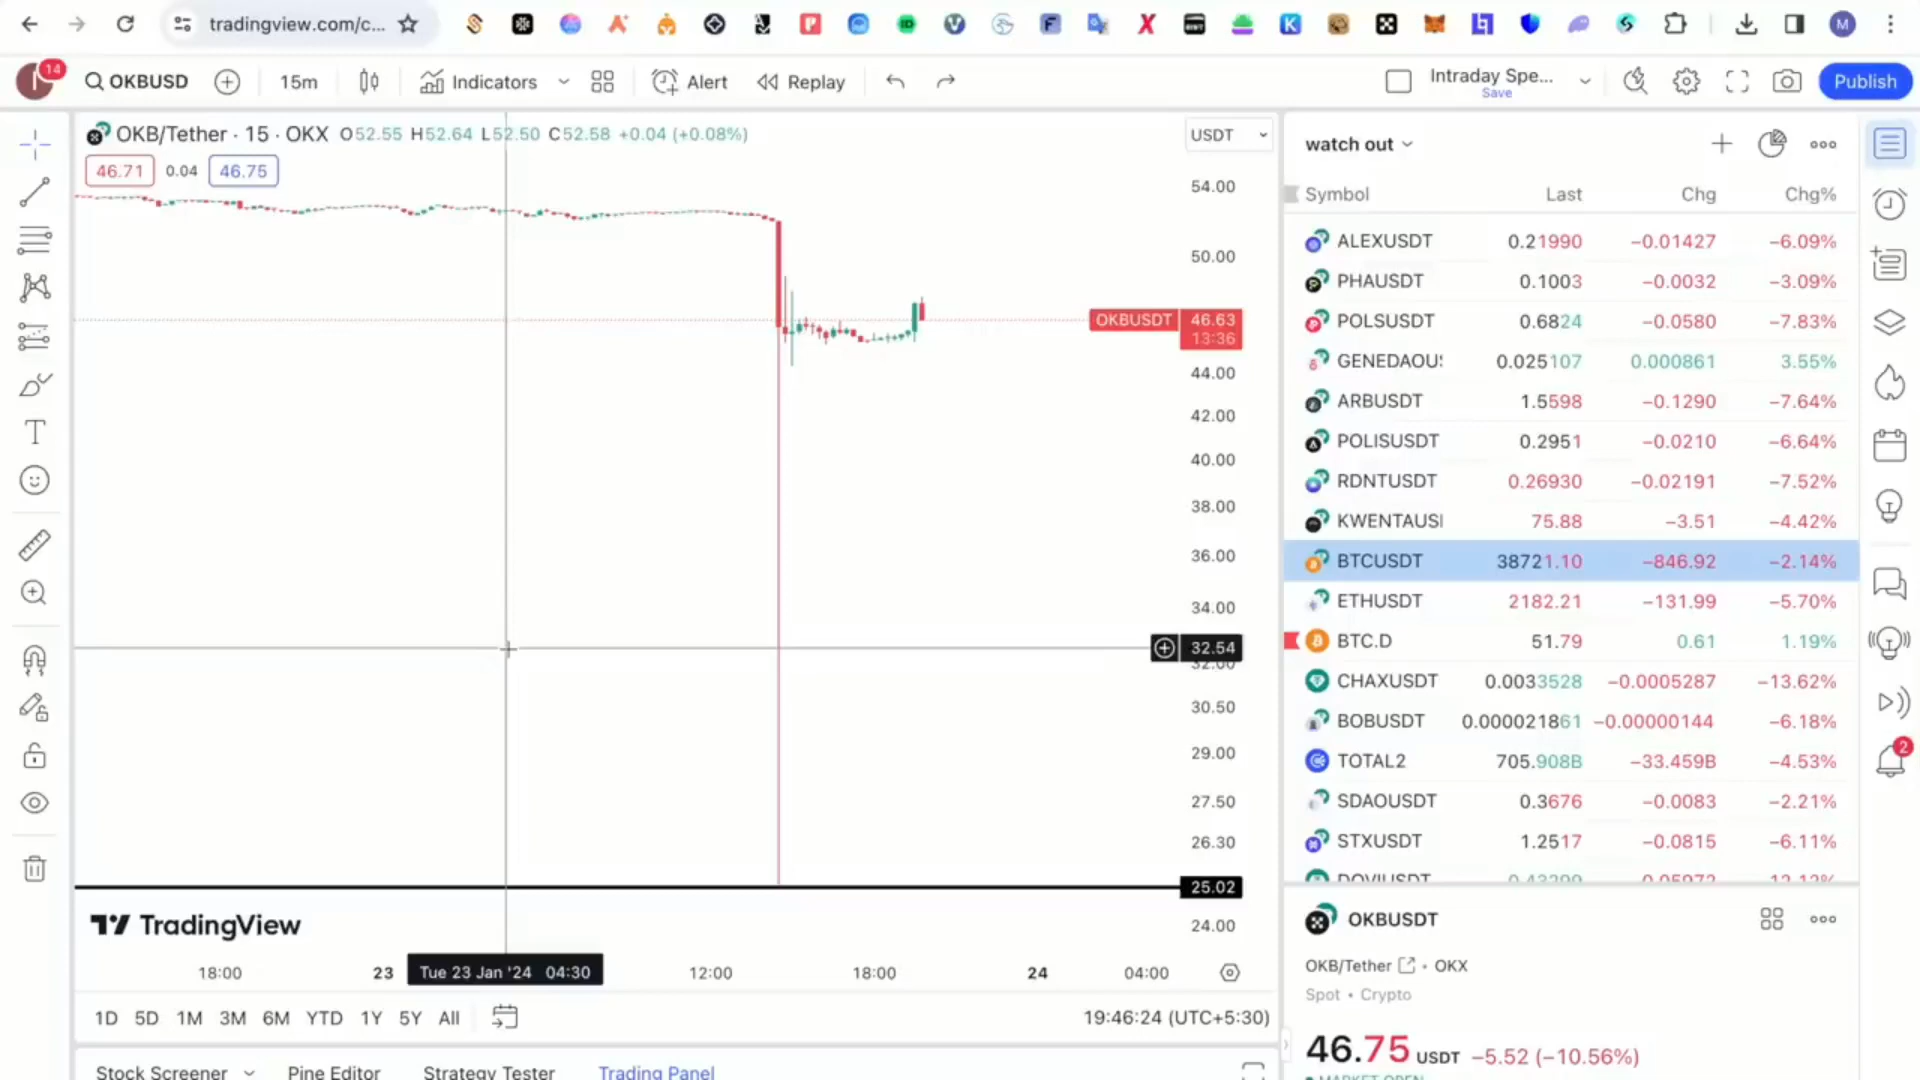 tradingview.com/c...
14
OKBUSD
15m
Indicators
Alert
Replay
Intraday Spe...
Save
Publish
OKB/Tether · 15 · OKX O52.55 H52.64 L52.50 C52.58 +0.04 (+0.08%)
46.71 0.04 46.75
USDT
54.00
50.00
OKBUSDT 46.63
13:36
44.00
42.00
40.00
38.00
36.00
34.00
32.54
32.00
30.50
29.00
27.50
26.30
25.02
24.00
TradingView
18:00 23 Tue 23 Jan '24 04:30 12:00 18:00 24 04:00
1D 5D 1M 3M 6M YTD 1Y 5Y All
19:46:24 (UTC+5:30)
Stock Screener Pine Editor Strategy Tester Trading Panel
watch out
Symbol Last Chg Chg%
ALEXUSDT 0.21990 −0.01427 −6.09%
PHAUSDT 0.1003 −0.0032 −3.09%
POLSUSDT 0.6824 −0.0580 −7.83%
GENEDAOU 0.025107 0.000861 3.55%
ARBUSDT 1.5598 −0.1290 −7.64%
POLISUSDT 0.2951 −0.0210 −6.64%
RDNTUSDT 0.26930 −0.02191 −7.52%
KWENTAUS 75.88 −3.51 −4.42%
BTCUSDT 38721.10 −846.92 −2.14%
ETHUSDT 2182.21 −131.99 −5.70%
BTC.D 51.79 0.61 1.19%
CHAXUSDT 0.0033528 −0.0005287 −13.62%
BOBUSDT 0.000021861 −0.00000144 −6.18%
TOTAL2 705.908B −33.459B −4.53%
SDAOUSDT 0.3676 −0.0083 −2.21%
STXUSDT 1.2517 −0.0815 −6.11%
OKBUSDT
OKB/Tether • OKX
Spot • Crypto
46.75 USDT −5.52 (−10.56%)
MARKET OPEN
2
M